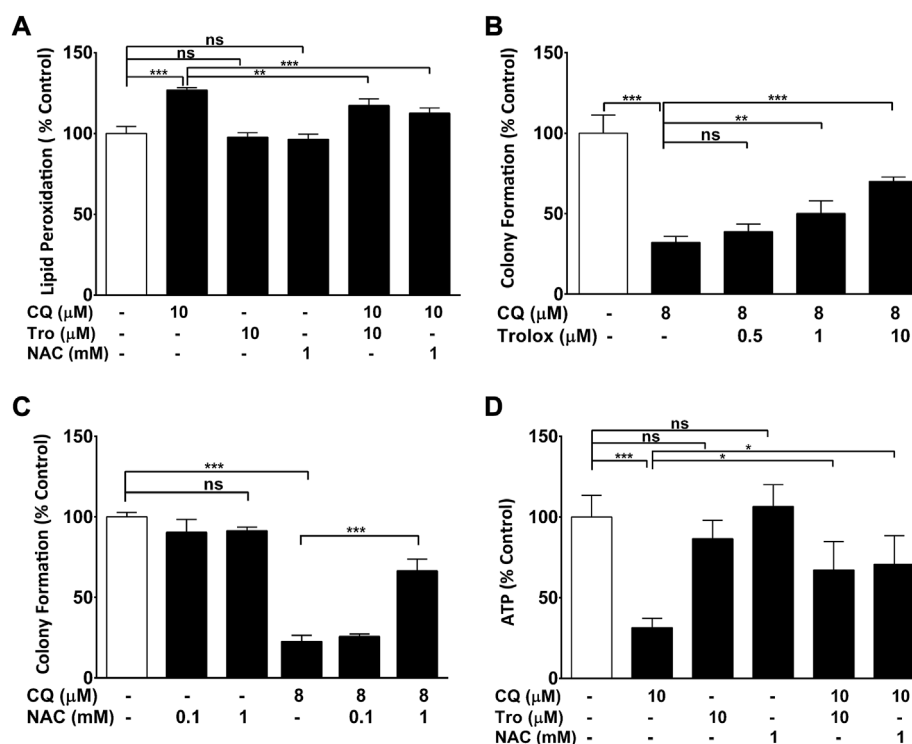 A
Lipid Peroxidation ( % Control)
150
100
50
0
ns
ns
***
***
**
CQ (µM) - 10 - - 10 10
Tro (µM) - - 10 - 10 -
NAC (mM) - - - 1 - 1
B
Colony Formation (% Control)
150
100
50
0
***
***
**
ns
CQ (µM) - 8 8 8 8
Trolox (µM) - - 0.5 1 10
C
Colony Formation (% Control)
150
100
50
0
***
ns
***
CQ (µM) - - - 8 8 8
NAC (mM) - 0.1 1 - 0.1 1
D
ATP (% Control)
150
100
50
0
ns
ns
***
*
*
CQ (µM) - 10 - - 10 10
Tro (µM) - - 10 - 10 -
NAC (mM) - - - 1 - 1